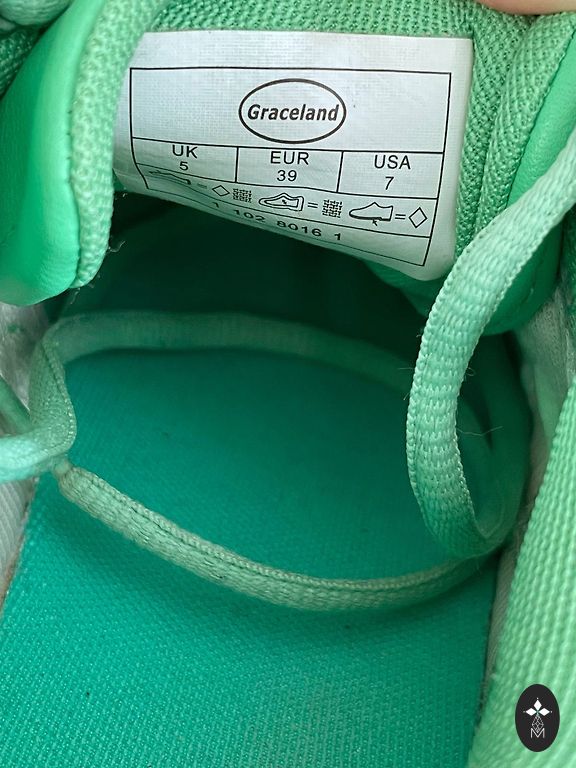 Graceland
UK EUR USA
5 39 7
1 102 8016 1
M